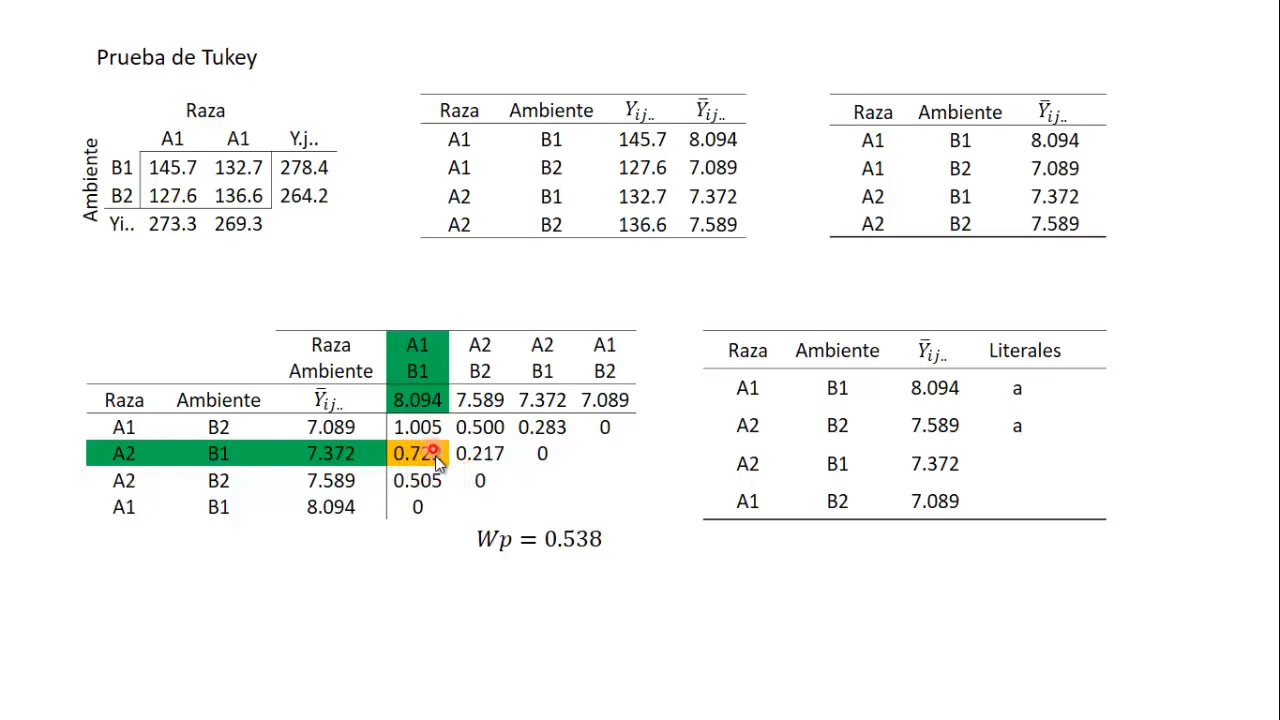 Prueba de Tukey
Raza
Ambiente
A1 A1 Y.j..
B1 145.7 132.7 278.4
B2 127.6 136.6 264.2
Yi.. 273.3 269.3
Raza Ambiente Yij.. Ȳij..
A1 B1 145.7 8.094
A1 B2 127.6 7.089
A2 B1 132.7 7.372
A2 B2 136.6 7.589
Raza Ambiente Ȳij..
A1 B1 8.094
A1 B2 7.089
A2 B1 7.372
A2 B2 7.589
Raza A1 A2 A2 A1
Ambiente B1 B2 B1 B2
Raza Ambiente Ȳij.. 8.094 7.589 7.372 7.089
A1 B2 7.089 1.005 0.500 0.283 0
A2 B1 7.372 0.217 0
A2 B2 7.589 0.505 0
A1 B1 8.094 0
Wp = 0.538
Raza Ambiente Ȳij.. Literales
A1 B1 8.094 a
A2 B2 7.589 a
A2 B1 7.372
A1 B2 7.089